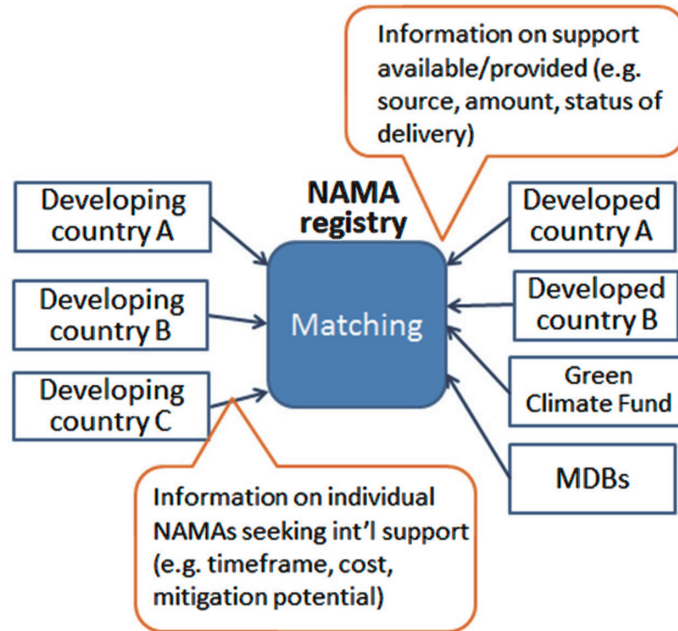 Information on support
available/provided (e.g.
source, amount, status of
delivery)
NAMA
registry
Developing
country A
Developing
country B
Developing
country C
Matching
Developed
country A
Developed
country B
Green
Climate Fund
MDBs
Information on individual
NAMAs seeking int'l support
(e.g. timeframe, cost,
mitigation potential)